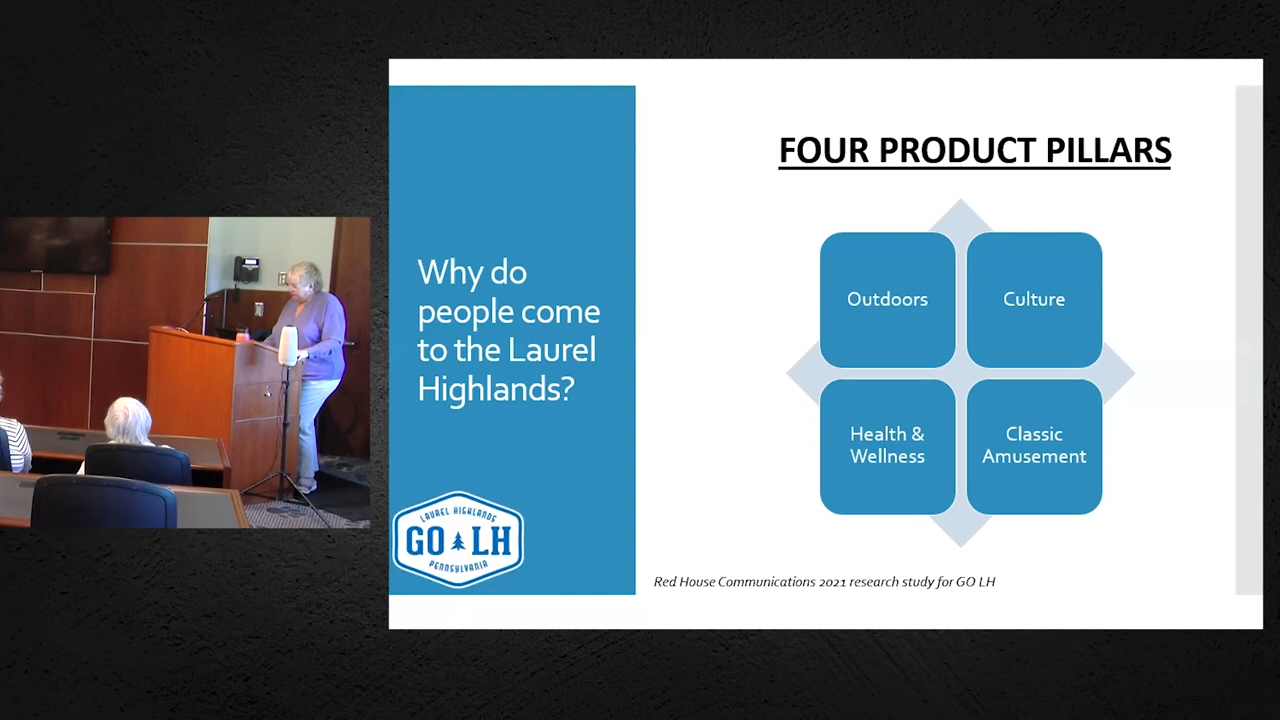 FOUR PRODUCT PILLARS
Why do
people come
to the Laurel
Highlands?
Outdoors
Culture
Health &
Wellness
Classic
Amusement
LAUREL HIGHLANDS
GO LH
PENNSYLVANIA
Red House Communications 2021 research study for GO LH